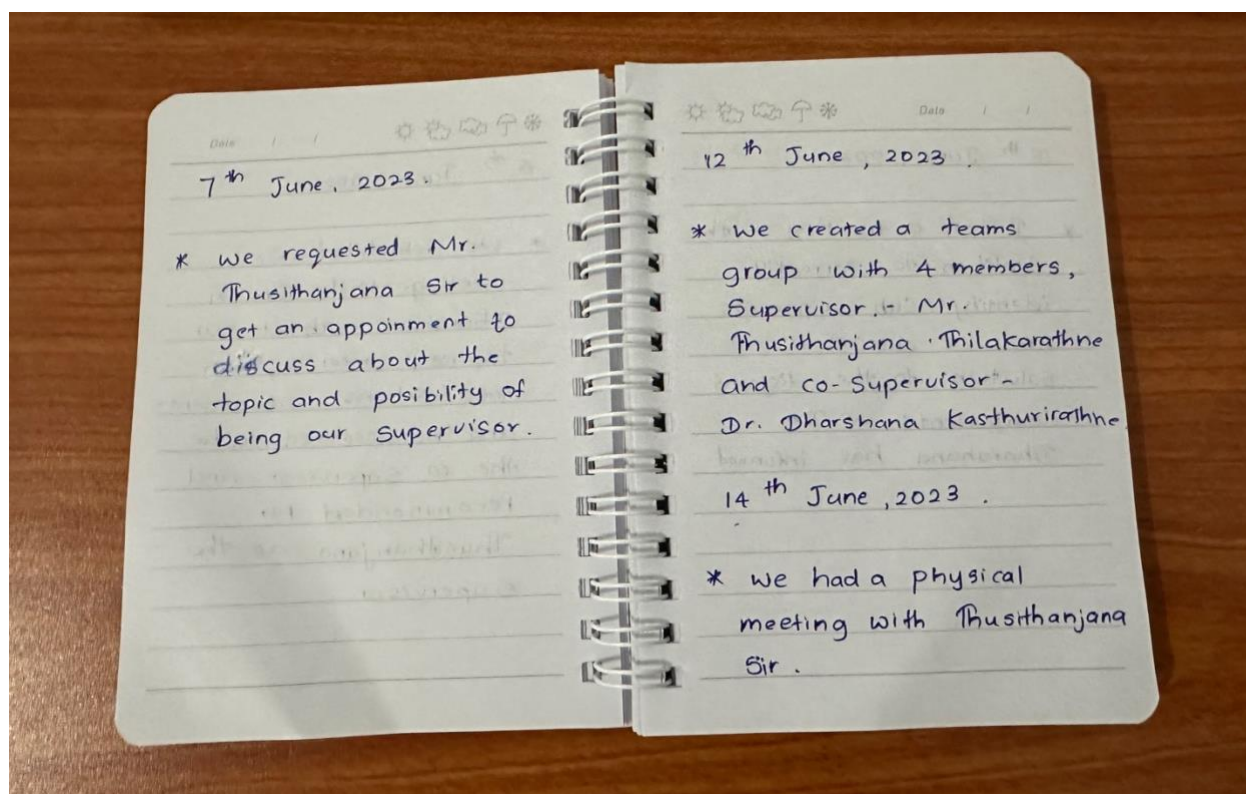 Date / /
7th June, 2023.
* we requested Mr.
Thusithanjana Sir to
get an appoinment to
discuss about the
topic and posibility of
being our Supervisor.
Date / /
12th June, 2023.
* We created a teams
group with 4 members,
Supervisor.- Mr.
Thusithanjana Thilakarathne
and co-Supervisor-
Dr. Dharshana Kasthurirathne
14th June, 2023.
* we had a physical
meeting with Thusithanjana
Sir.